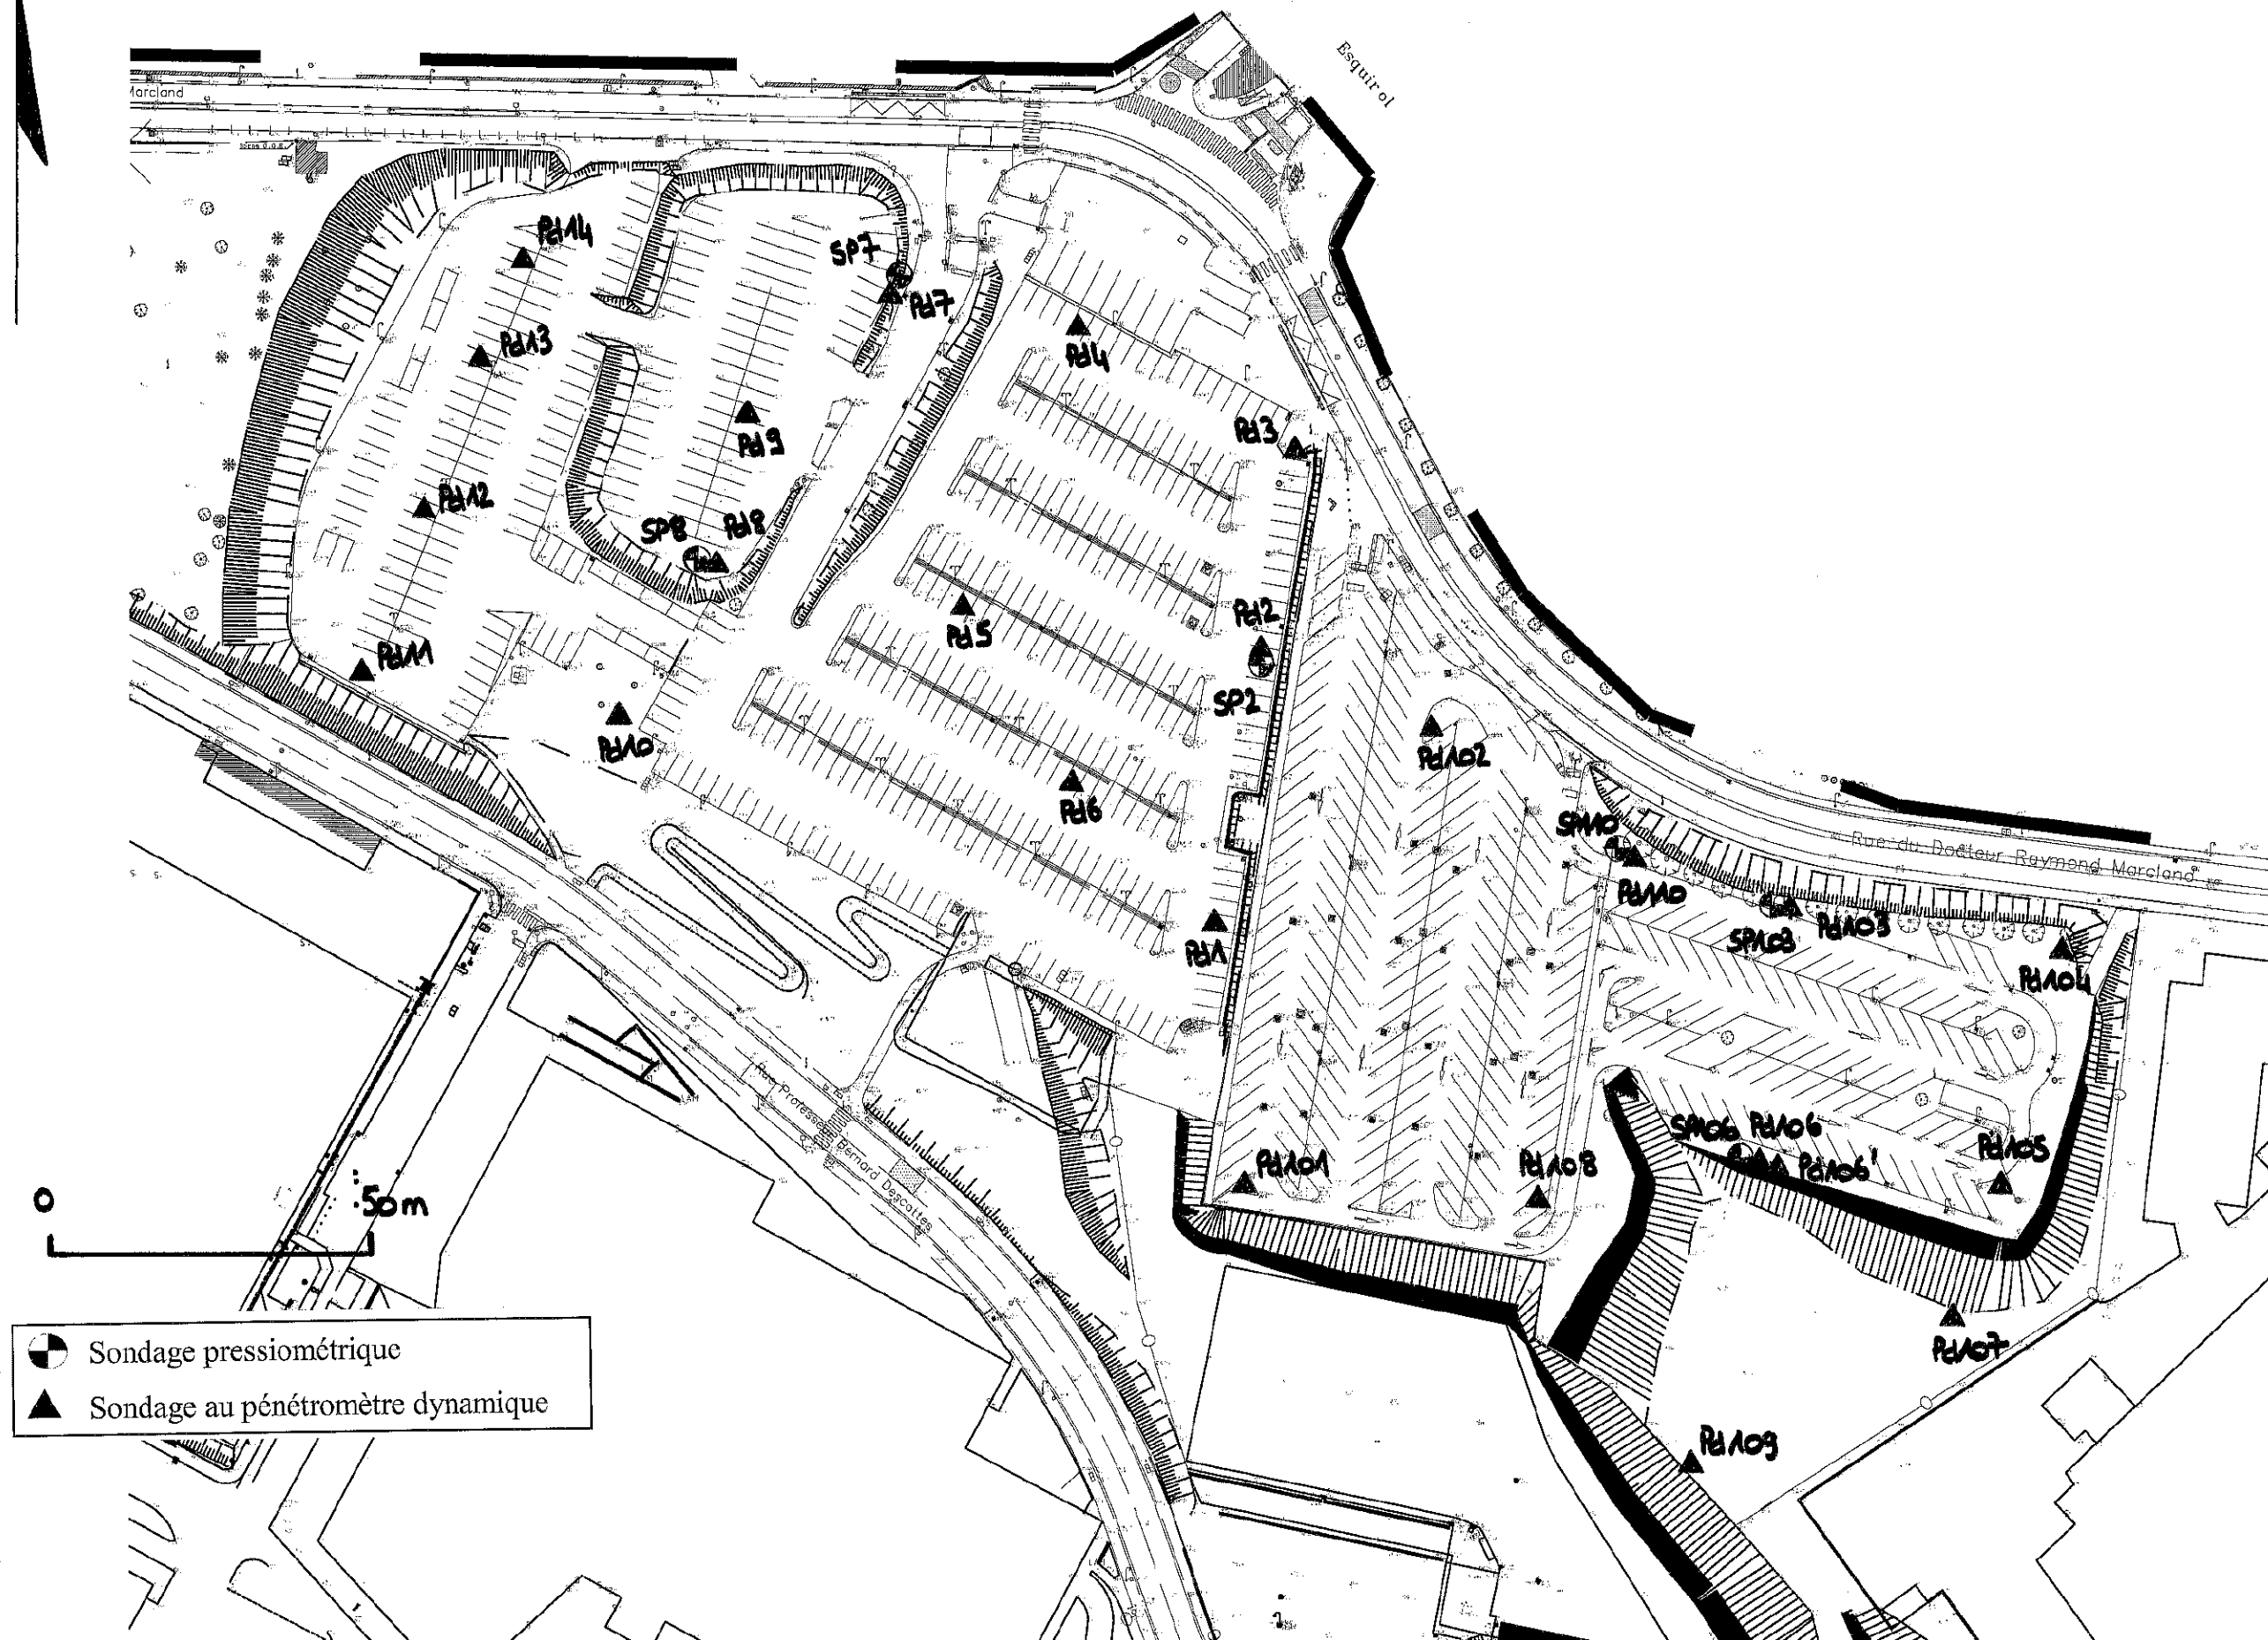 Esquirol
Marcland
Pd14
SP7
Pd7
Pd13
Pd4
Pd9
Pd3
Pd12
SP8
Pd8
Pd2
Pd5
Pd11
SP2
Pd10
Pd102
Pd6
SP110
Rue du Docteur Raymond Marcland
Pd110
Pd1
SP103
Pd103
Pd104
Rue Professeur Bernard Descottes
SP106
Pd106
Pd106'
Pd105
Pd101
Pd108
0
50m
Sondage pressiométrique
Pd107
Sondage au pénétromètre dynamique
Pd109